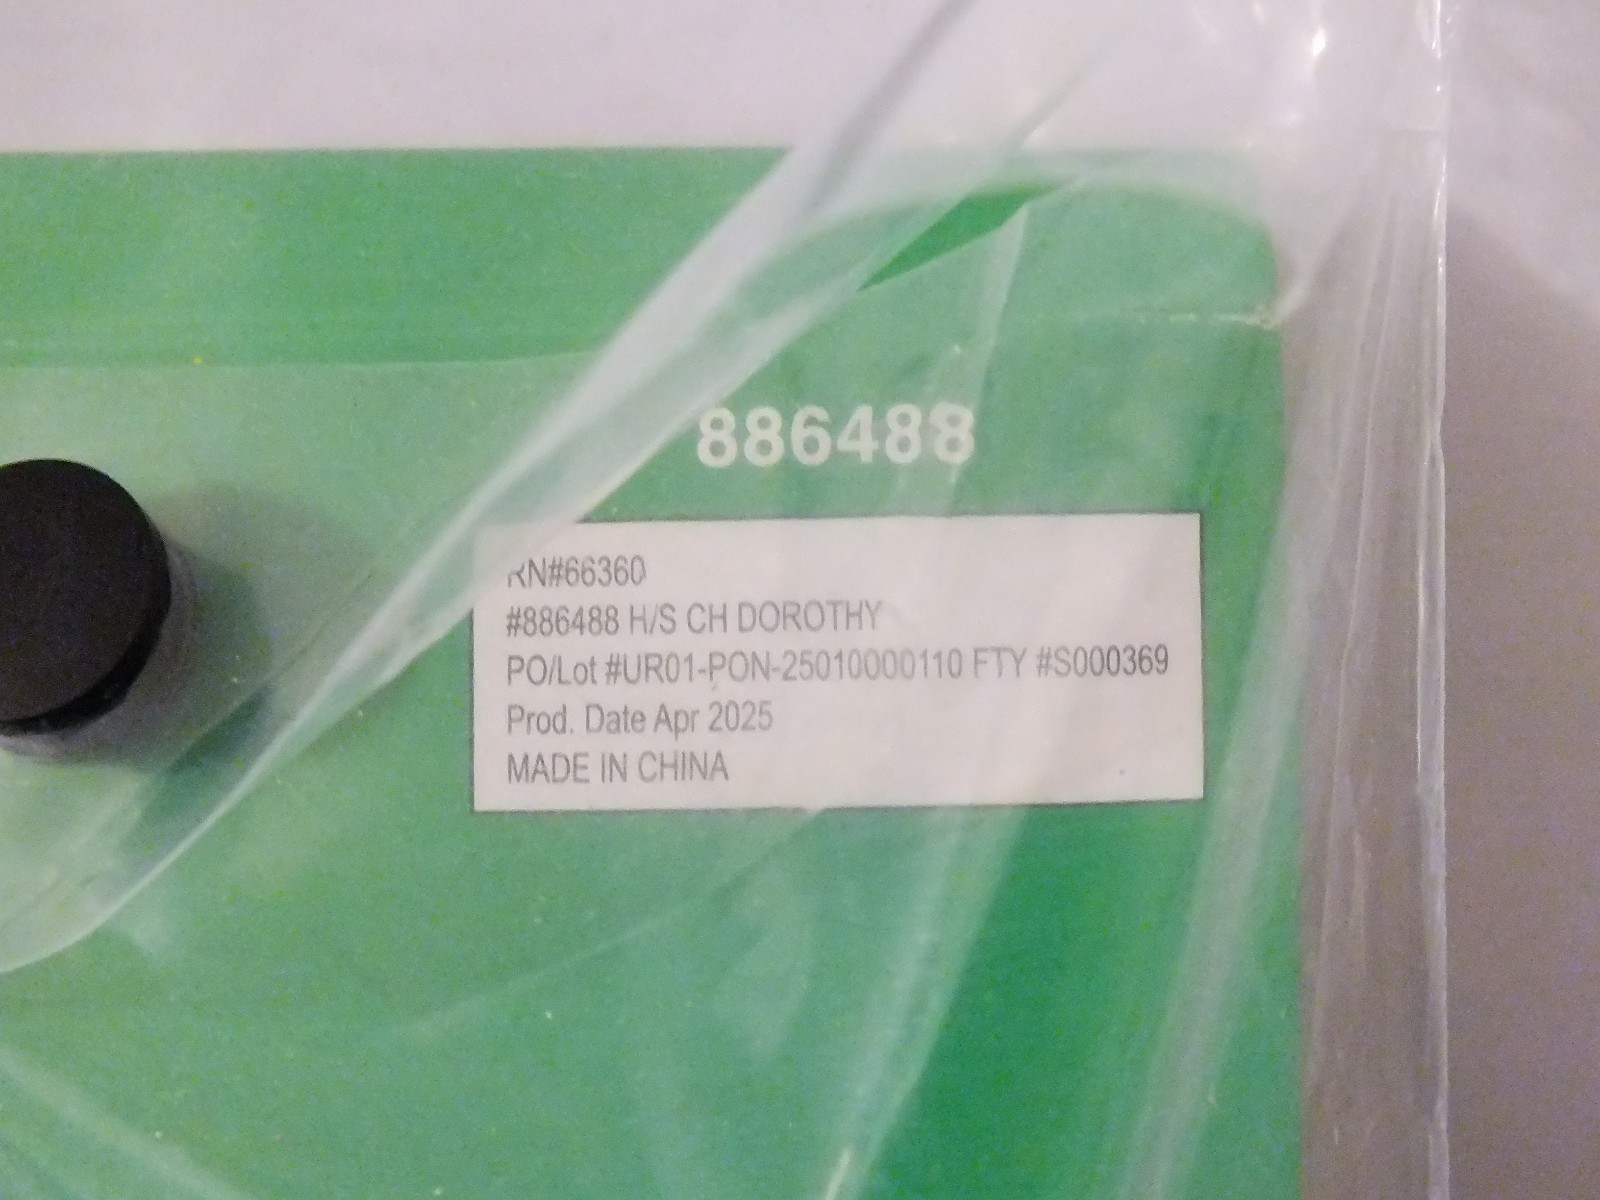 886488
RN#66360
#886488 H/S CH DOROTHY
PO/Lot #UR01-PON-25010000110 FTY #S000369
Prod. Date Apr 2025
MADE IN CHINA